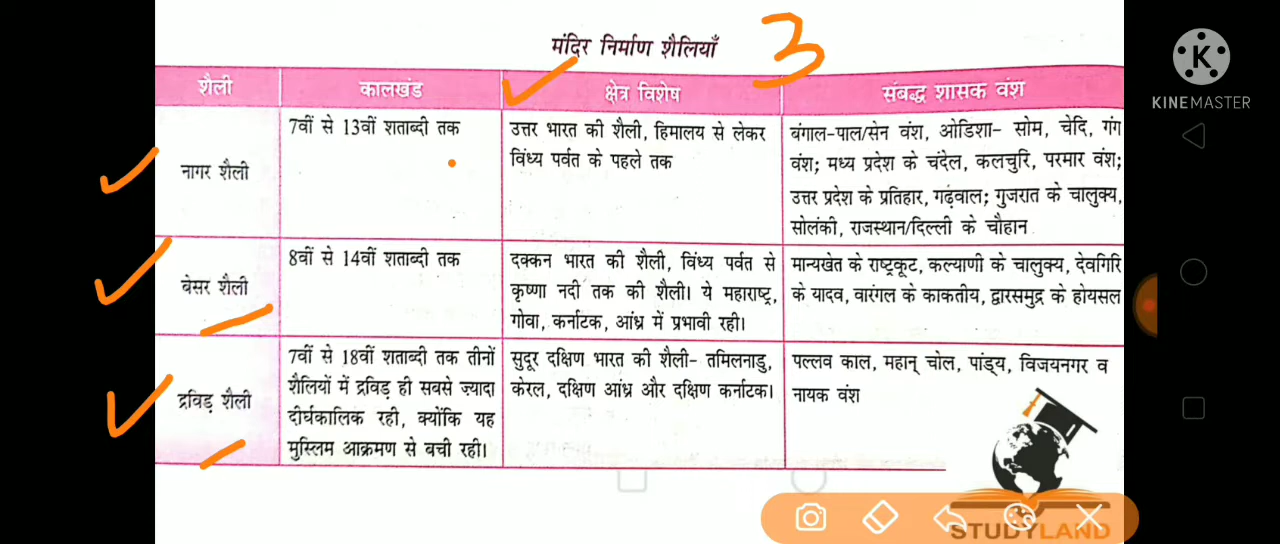 मंदिर निर्माण शैलियाँ
3
शैली
कालखंड
क्षेत्र विशेष
संबद्ध शासक वंश
नागर शैली
7वीं से 13वीं शताब्दी तक
उत्तर भारत की शैली, हिमालय से लेकर
विंध्य पर्वत के पहले तक
बंगाल-पाल/सेन वंश, ओडिशा- सोम, चेदि, गंग
वंश; मध्य प्रदेश के चंदेल, कलचुरि, परमार वंश;
उत्तर प्रदेश के प्रतिहार, गढ़वाल; गुजरात के चालुक्य,
सोलंकी, राजस्थान/दिल्ली के चौहान
बेसर शैली
8वीं से 14वीं शताब्दी तक
दक्कन भारत की शैली, विंध्य पर्वत से
कृष्णा नदी तक की शैली। ये महाराष्ट्र,
गोवा, कर्नाटक, आंध्र में प्रभावी रही।
मान्यखेत के राष्ट्रकूट, कल्याणी के चालुक्य, देवगिरि
के यादव, वारंगल के काकतीय, द्वारसमुद्र के होयसल
द्रविड़ शैली
7वीं से 18वीं शताब्दी तक तीनों
शैलियों में द्रविड़ ही सबसे ज़्यादा
दीर्घकालिक रही, क्योंकि यह
मुस्लिम आक्रमण से बची रही।
सुदूर दक्षिण भारत की शैली- तमिलनाडु,
केरल, दक्षिण आंध्र और दक्षिण कर्नाटक।
पल्लव काल, महान् चोल, पांड्य, विजयनगर व
नायक वंश
K
KINEMASTER
STUDYLAND